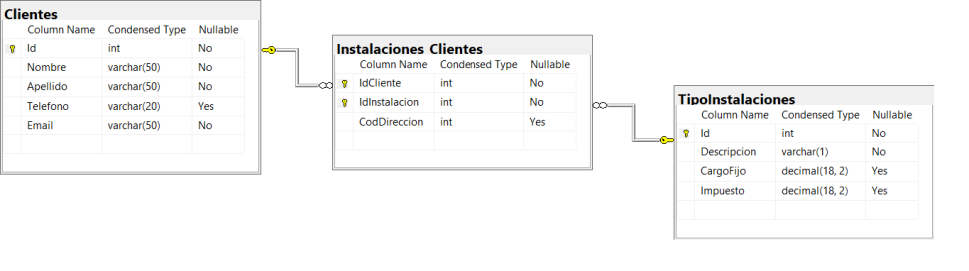 Clientes
Column Name Condensed Type Nullable
Id int No
Nombre varchar(50) No
Apellido varchar(50) No
Telefono varchar(20) Yes
Email varchar(50) No
Instalaciones Clientes
Column Name Condensed Type Nullable
IdCliente int No
IdInstalacion int No
CodDireccion int Yes
TipoInstalaciones
Column Name Condensed Type Nullable
Id int No
Descripcion varchar(1) No
CargoFijo decimal(18, 2) Yes
Impuesto decimal(18, 2) Yes